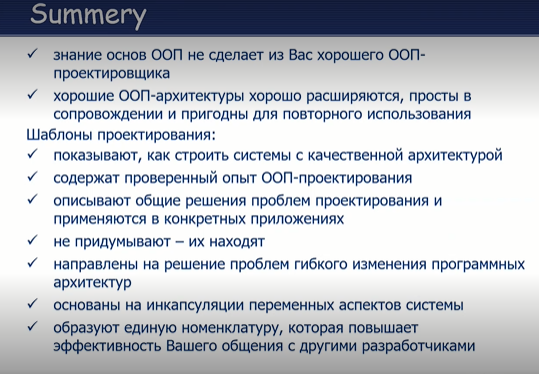 Summery
✓ знание основ ООП не сделает из Вас хорошего ООП-
проектировщика
✓ хорошие ООП-архитектуры хорошо расширяются, просты в
сопровождении и пригодны для повторного использования
Шаблоны проектирования:
✓ показывают, как строить системы с качественной архитектурой
✓ содержат проверенный опыт ООП-проектирования
✓ описывают общие решения проблем проектирования и
применяются в конкретных приложениях
✓ не придумывают – их находят
✓ направлены на решение проблем гибкого изменения программных
архитектур
✓ основаны на инкапсуляции переменных аспектов системы
✓ образуют единую номенклатуру, которая повышает
эффективность Вашего общения с другими разработчиками